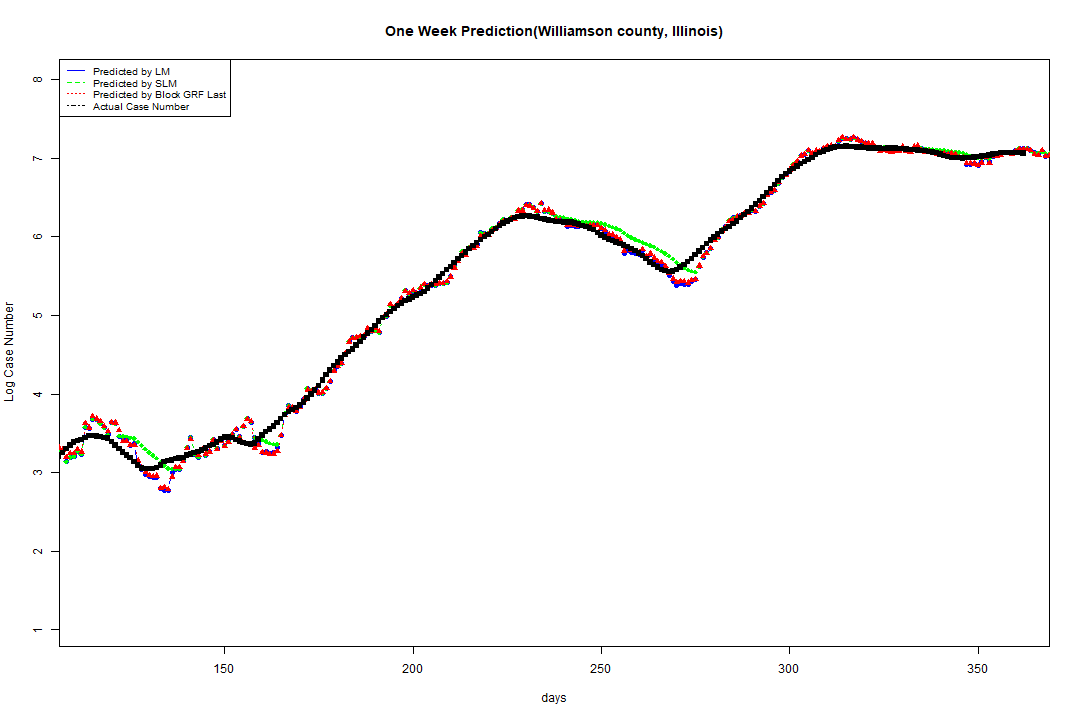 One Week Prediction(Williamson county, Illinois)
Predicted by LM
Predicted by SLM
Predicted by Block GRF Last
Actual Case Number
8
7
6
5
4
3
2
1
Log Case Number
150 200 250 300 350
days